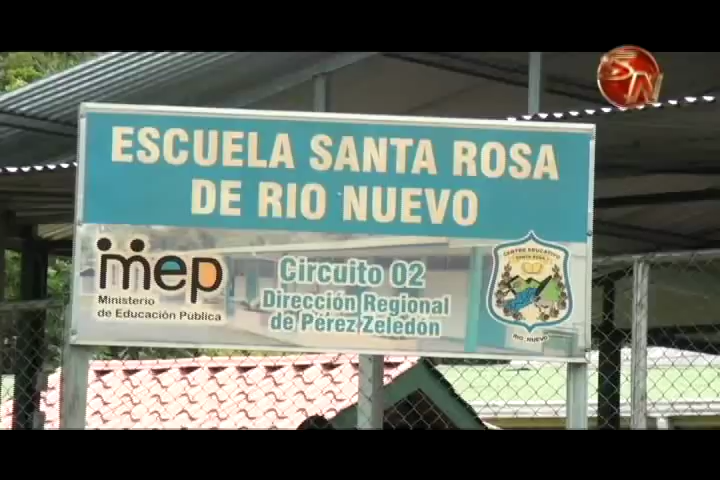 SN
ESCUELA SANTA ROSA
DE RIO NUEVO
mep
Ministerio
de Educación Pública
Circuito 02
Dirección Regional
de Pérez Zeledón
CENTRO EDUCATIVO
SANTA ROSA
RIO NUEVO